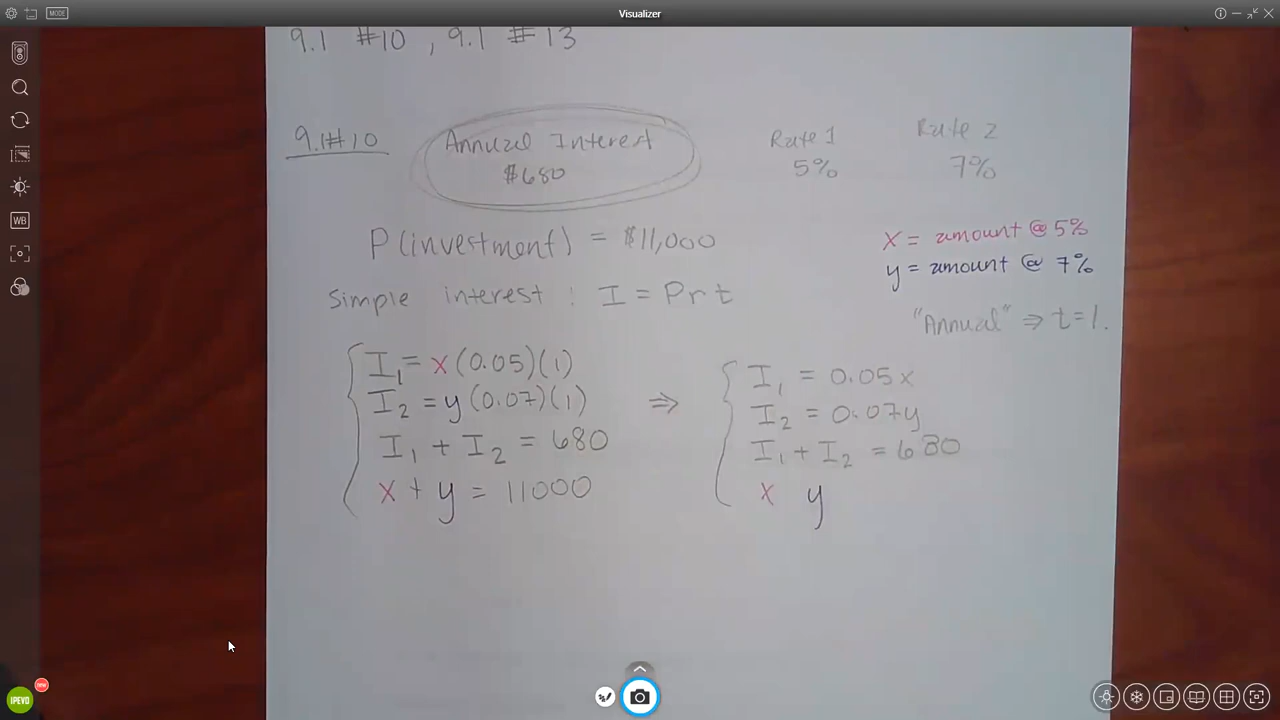 Visualizer
MODE
9.1 #10 , 9.1 #13
9.1#10
Annual Interest
$680
Rate 1
5%
Rate 2
7%
P(investment) = $11,000
x = amount @ 5%
y = amount @ 7%
Simple interest : I = Prt
"Annual" ⇒ t=1.
I₁ = x(0.05)(1)
I₂ = y(0.07)(1)
I₁ + I₂ = 680
x + y = 11000
⇒
I₁ = 0.05x
I₂ = 0.07y
I₁ + I₂ = 680
x y
WB
IPEVO
new